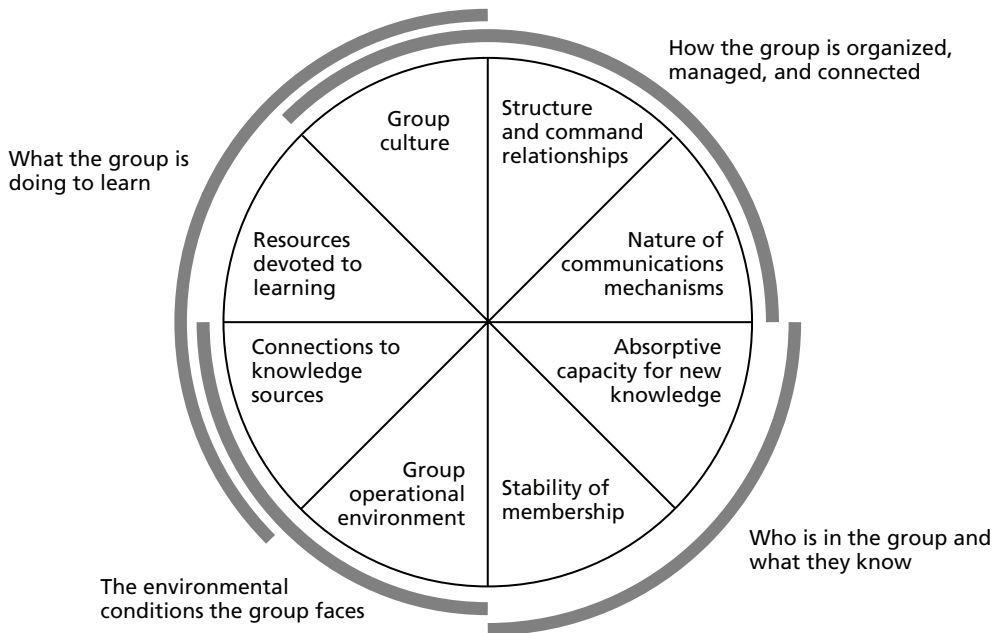 How the group is organized,
managed, and connected
Group
culture
Structure
and command
relationships
What the group is
doing to learn
Resources
devoted to
learning
Nature of
communications
mechanisms
Connections to
knowledge
sources
Absorptive
capacity for new
knowledge
Group
operational
environment
Stability of
membership
Who is in the group and
what they know
The environmental
conditions the group faces